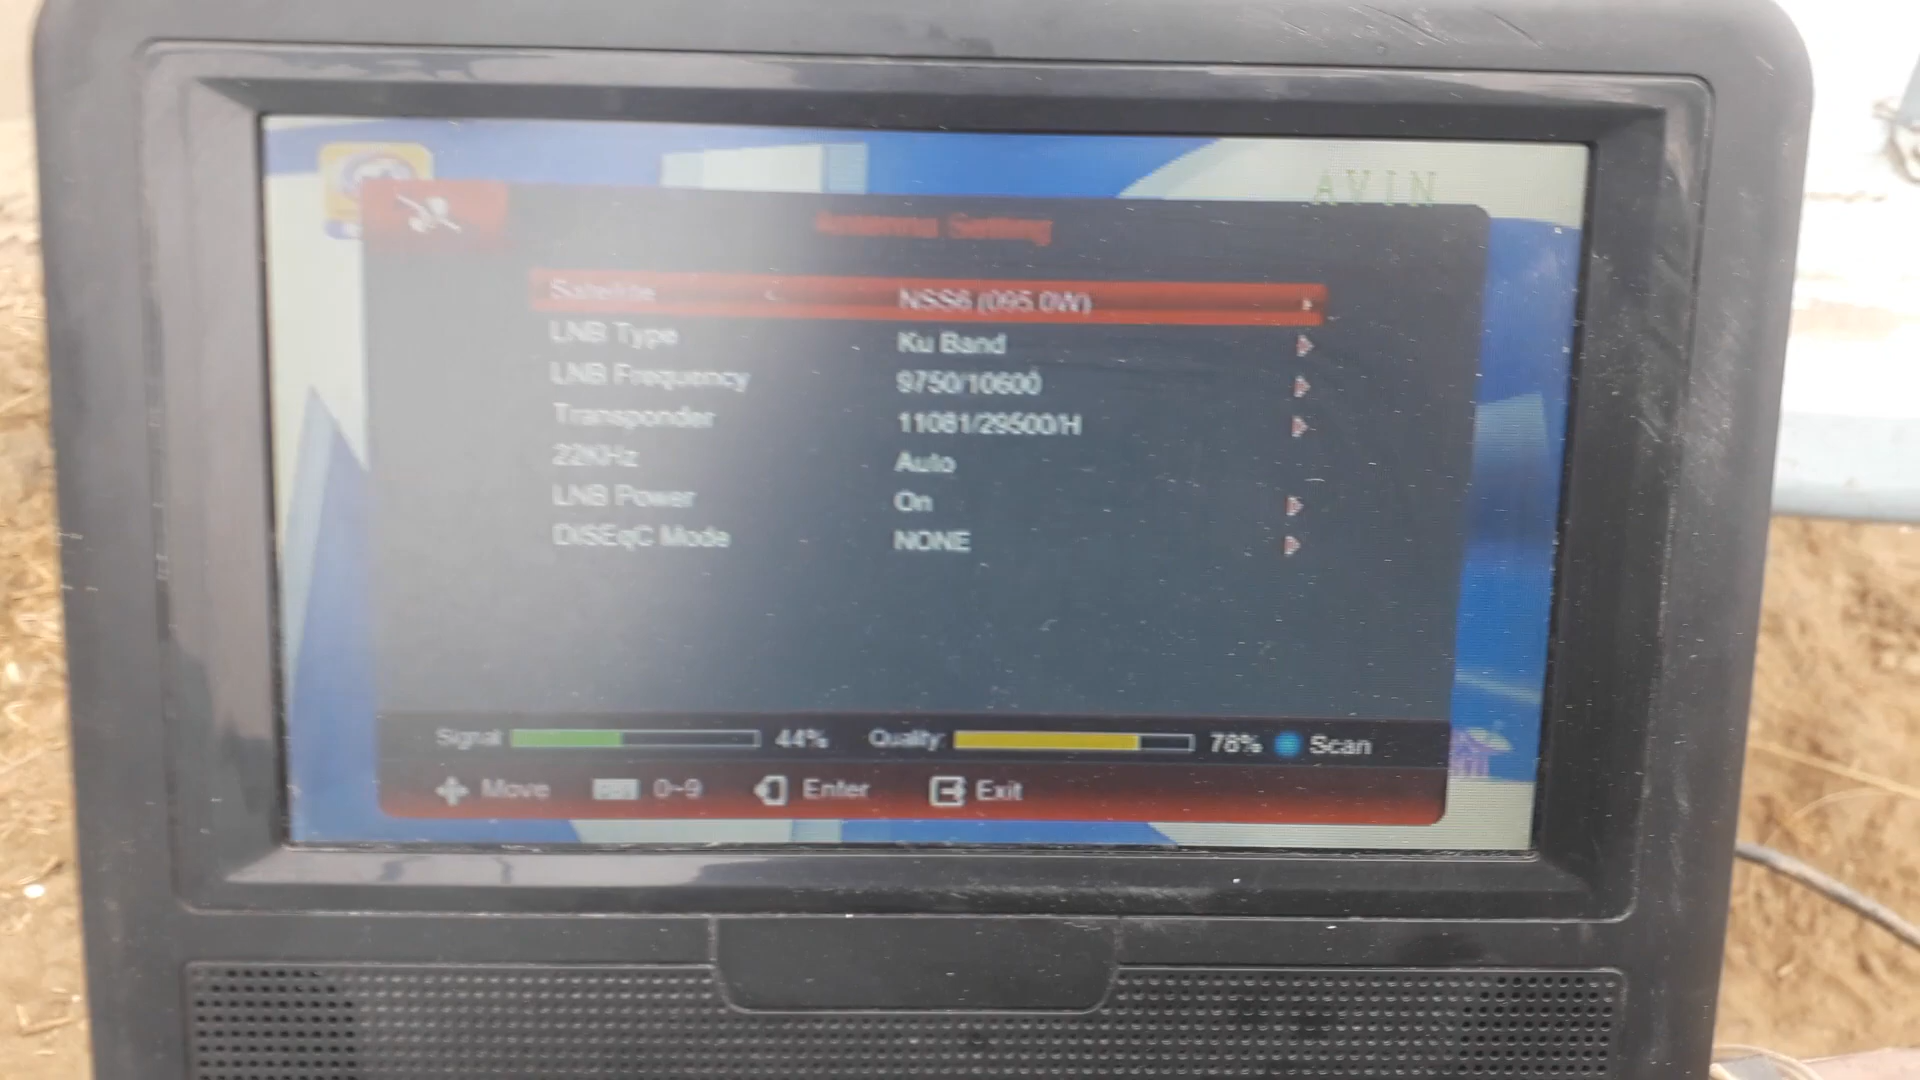 AVIN
Antenna Setting
Satellite NSS6 (095.0W)
LNB Type Ku Band
LNB Frequency 9750/10600
Transponder 11081/29500/H
22KHz Auto
LNB Power On
DiSEqC Mode NONE
Signal 44% Quality 78% Scan
Move 0~9 Enter Exit